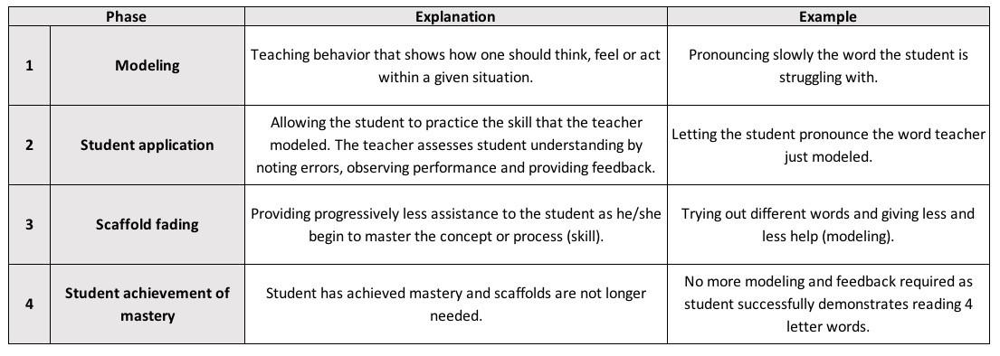 Phase Explanation Example
1 Modeling Teaching behavior that shows how one should think, feel or act
within a given situation.
Pronouncing slowly the word the student is
struggling with.
2 Student application Allowing the student to practice the skill that the teacher
modeled. The teacher assesses student understanding by
noting errors, observing performance and providing feedback.
Letting the student pronounce the word teacher
just modeled.
3 Scaffold fading Providing progressively less assistance to the student as he/she
begin to master the concept or process (skill).
Trying out different words and giving less and
less help (modeling).
4 Student achievement of
mastery
Student has achieved mastery and scaffolds are not longer
needed.
No more modeling and feedback required as
student successfully demonstrates reading 4
letter words.